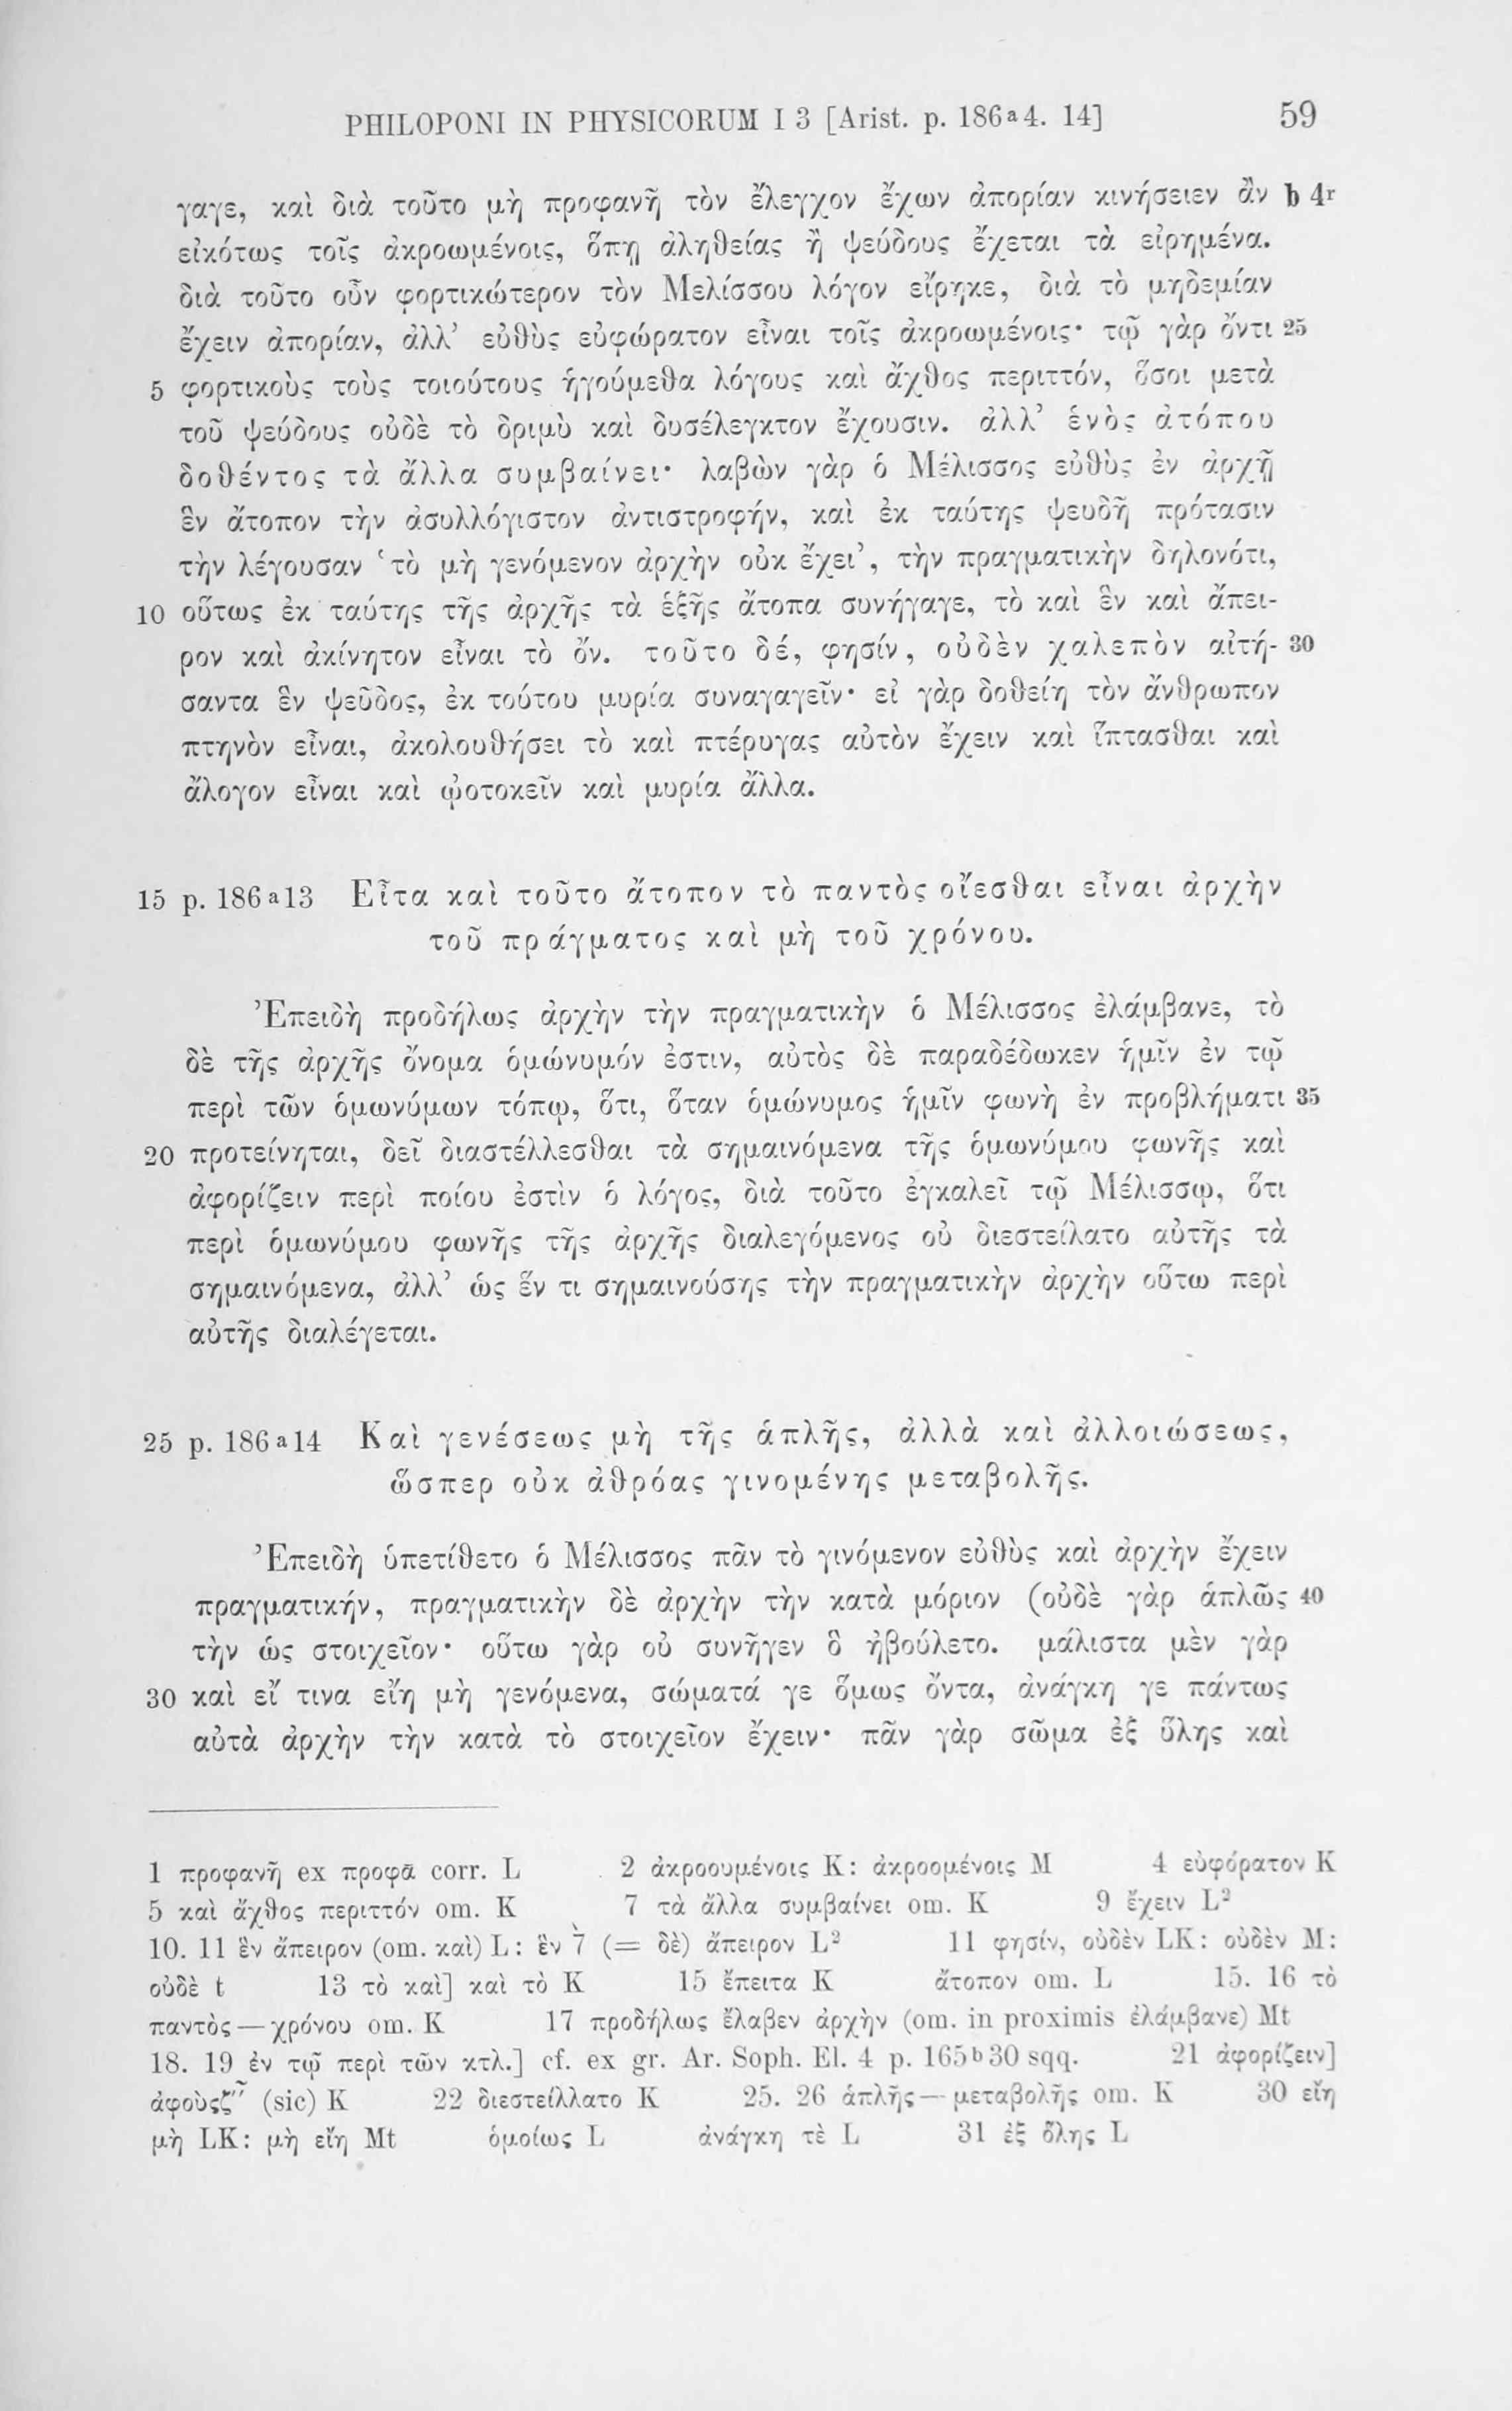 PHILOPONI IN PHYSICORUM I 3 [Arist. p. 186ᵃ4. 14] 59
γαγε, καὶ διὰ τοῦτο μὴ προφανῆ τὸν ἔλεγχον ἔχων ἀπορίαν κινήσειεν ἂν b 4ʳ
εἰκότως τοῖς ἀκροωμένοις, ὅπῃ ἀληθείας ἢ ψεύδους ἔχεται τὰ εἰρημένα.
διὰ τοῦτο οὖν φορτικώτερον τὸν Μελίσσου λόγον εἴρηκε, διὰ τὸ μηδεμίαν
ἔχειν ἀπορίαν, ἀλλ’ εὐθὺς εὐφώρατον εἶναι τοῖς ἀκροωμένοις· τῷ γὰρ ὄντι 25
5 φορτικοὺς τοὺς τοιούτους ἡγούμεθα λόγους καὶ ἄχθος περιττόν, ὅσοι μετὰ
τοῦ ψεύδους οὐδὲ τὸ δριμὺ καὶ δυσέλεγκτον ἔχουσιν. ἀλλ’ ἑνὸς ἀτόπου
δοθέντος τὰ ἄλλα συμβαίνει· λαβὼν γὰρ ὁ Μέλισσος εὐθὺς ἐν ἀρχῇ
ἓν ἄτοπον τὴν ἀσυλλόγιστον ἀντιστροφήν, καὶ ἐκ ταύτης ψευδῆ πρότασιν
τὴν λέγουσαν ‘τὸ μὴ γενόμενον ἀρχὴν οὐκ ἔχει’, τὴν πραγματικὴν δηλονότι,
10 οὕτως ἐκ ταύτης τῆς ἀρχῆς τὰ ἑξῆς ἄτοπα συνήγαγε, τὸ καὶ ἓν καὶ ἄπει-
ρον καὶ ἀκίνητον εἶναι τὸ ὄν. τοῦτο δέ, φησίν, οὐδὲν χαλεπὸν αἰτή- 30
σαντα ἓν ψεῦδος, ἐκ τούτου μυρία συναγαγεῖν· εἰ γὰρ δοθείη τὸν ἄνθρωπον
πτηνὸν εἶναι, ἀκολουθήσει τὸ καὶ πτέρυγας αὐτὸν ἔχειν καὶ ἵπτασθαι καὶ
ἄλογον εἶναι καὶ ᾠοτοκεῖν καὶ μυρία ἄλλα.
15 p. 186ᵃ13 Εἶτα καὶ τοῦτο ἄτοπον τὸ παντὸς οἴεσθαι εἶναι ἀρχὴν
τοῦ πράγματος καὶ μὴ τοῦ χρόνου.
Ἐπειδὴ προδήλως ἀρχὴν τὴν πραγματικὴν ὁ Μέλισσος ἐλάμβανε, τὸ
δὲ τῆς ἀρχῆς ὄνομα ὁμώνυμόν ἐστιν, αὐτὸς δὲ παραδέδωκεν ἡμῖν ἐν τῷ
περὶ τῶν ὁμωνύμων τόπῳ, ὅτι, ὅταν ὁμώνυμος ἡμῖν φωνὴ ἐν προβλήματι 35
20 προτείνηται, δεῖ διαστέλλεσθαι τὰ σημαινόμενα τῆς ὁμωνύμου φωνῆς καὶ
ἀφορίζειν περὶ ποίου ἐστὶν ὁ λόγος, διὰ τοῦτο ἐγκαλεῖ τῷ Μέλισσῳ, ὅτι
περὶ ὁμωνύμου φωνῆς τῆς ἀρχῆς διαλεγόμενος οὐ διεστείλατο αὐτῆς τὰ
σημαινόμενα, ἀλλ’ ὡς ἕν τι σημαινούσης τὴν πραγματικὴν ἀρχὴν οὕτω περὶ
αὐτῆς διαλέγεται.
25 p. 186ᵃ14 Καὶ γενέσεως μὴ τῆς ἁπλῆς, ἀλλὰ καὶ ἀλλοιώσεως,
ὥσπερ οὐκ ἀθρόας γινομένης μεταβολῆς.
Ἐπειδὴ ὑπετίθετο ὁ Μέλισσος πᾶν τὸ γινόμενον εὐθὺς καὶ ἀρχὴν ἔχειν
πραγματικήν, πραγματικὴν δὲ ἀρχὴν τὴν κατὰ μόριον (οὐδὲ γὰρ ἁπλῶς 40
τὴν ὡς στοιχεῖον· οὕτω γὰρ οὐ συνῆγεν ὃ ἠβούλετο. μάλιστα μὲν γὰρ
30 καὶ εἴ τινα εἴη μὴ γενόμενα, σώματά γε ὅμως ὄντα, ἀνάγκη γε πάντως
αὐτὰ ἀρχὴν τὴν κατὰ τὸ στοιχεῖον ἔχειν· πᾶν γὰρ σῶμα ἐξ ὕλης καὶ
1 προφανῆ ex προφᾶ corr. L 2 ἀκροουμένοις K: ἀκροομένοις M 4 εὐφόρατον K
5 καὶ ἄχθος περιττόν om. K 7 τὰ ἄλλα συμβαίνει om. K 9 ἔχειν L²
10. 11 ἓν ἄπειρον (om. καὶ) L: ἓν (= δὲ) ἄπειρον L² 11 φησίν, οὐδὲν LK: οὐδὲν M:
οὐδὲ t 13 τὸ καὶ] καὶ τὸ K 15 ἔπειτα K ἄτοπον om. L 15. 16 τὸ
παντὸς — χρόνου om. K 17 προδήλως ἔλαβεν ἀρχὴν (om. in proximis ἐλάμβανε) Mt
18. 19 ἐν τῷ περὶ τῶν κτλ.] cf. ex gr. Ar. Soph. El. 4 p. 165ᵇ30 sqq. 21 ἀφορίζειν]
(sic) K 22 διεστείλλατο K 25. 26 ἁπλῆς — μεταβολῆς om. K 30 εἴη
μὴ LK: μὴ εἴη Mt ὁμοίως L ἀνάγκη τὲ L 31 ἐξ ὅλης L